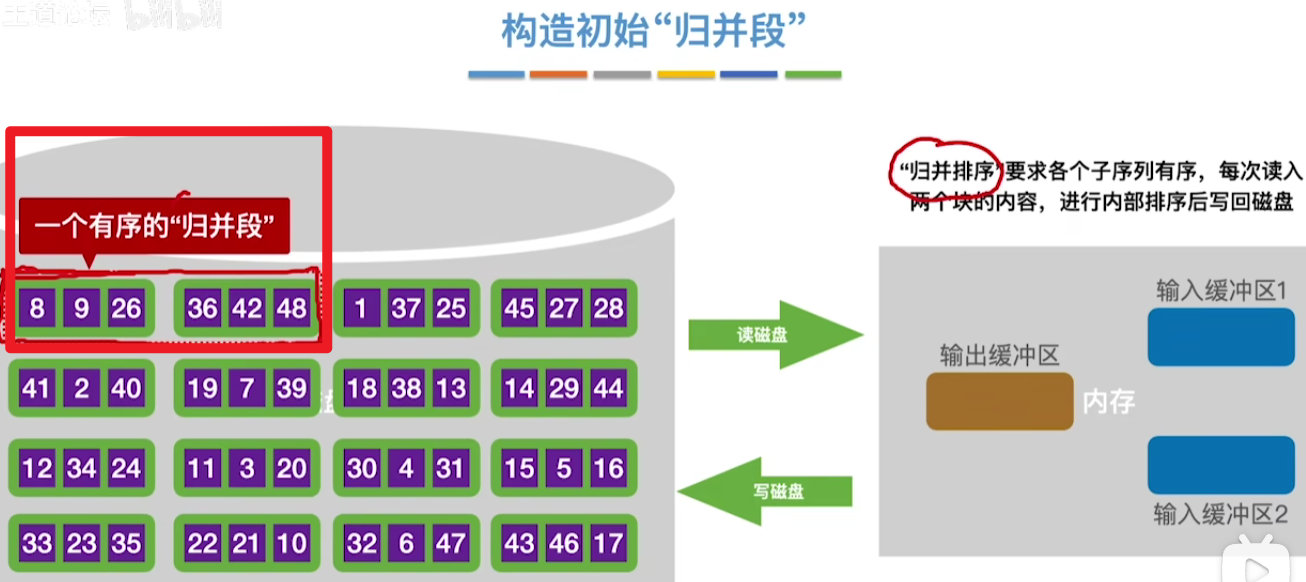 王道论坛 bilibili
构造初始“归并段”
一个有序的“归并段”
“归并排序”要求各个子序列有序，每次读入
两个块的内容，进行内部排序后写回磁盘
8 9 26 36 42 48 1 37 25 45 27 28
41 2 40 19 7 39 18 38 13 14 29 44
12 34 24 11 3 20 30 4 31 15 5 16
33 23 35 22 21 10 32 6 47 43 46 17
读磁盘
写磁盘
输入缓冲区1
输出缓冲区
内存
输入缓冲区2